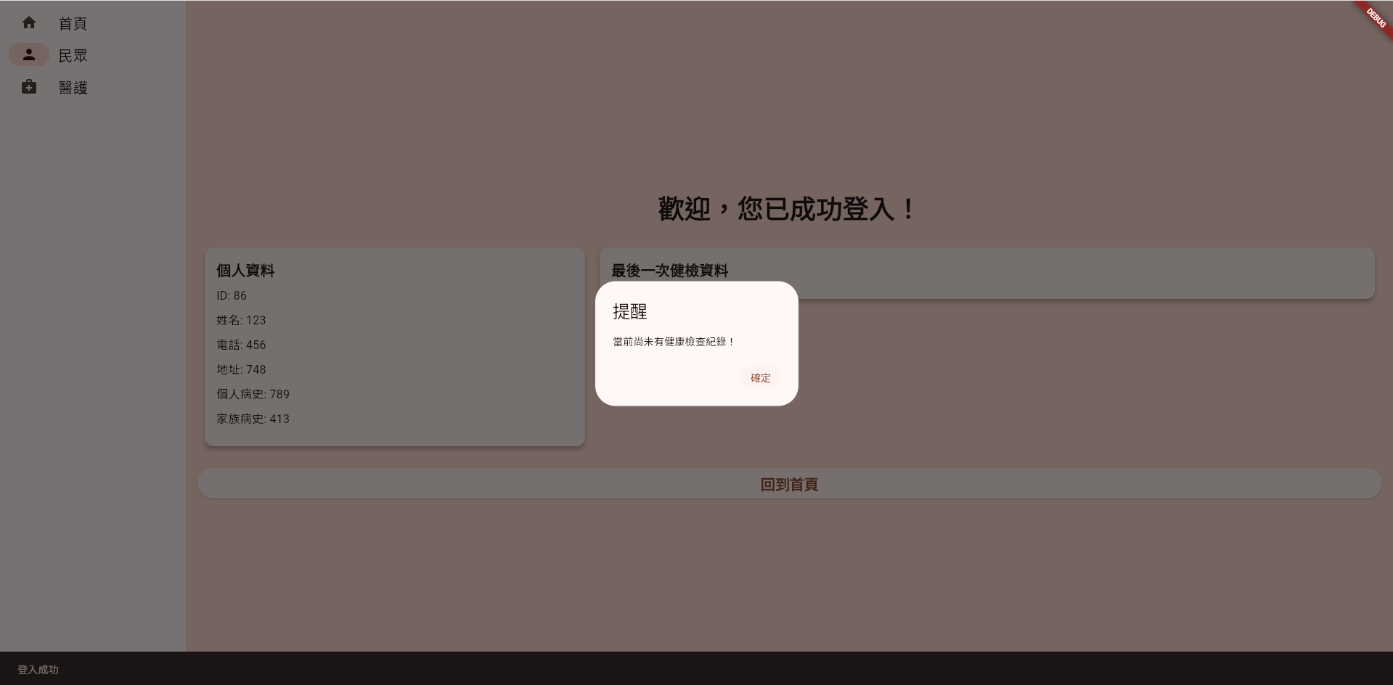 首頁
民眾
醫護
DEBUG
歡迎，您已成功登入！
個人資料
ID: 86
姓名: 123
電話: 456
地址: 748
個人病史: 789
家族病史: 413
最後一次健檢資料
提醒
當前尚未有健康檢查紀錄！
確定
回到首頁
登入成功